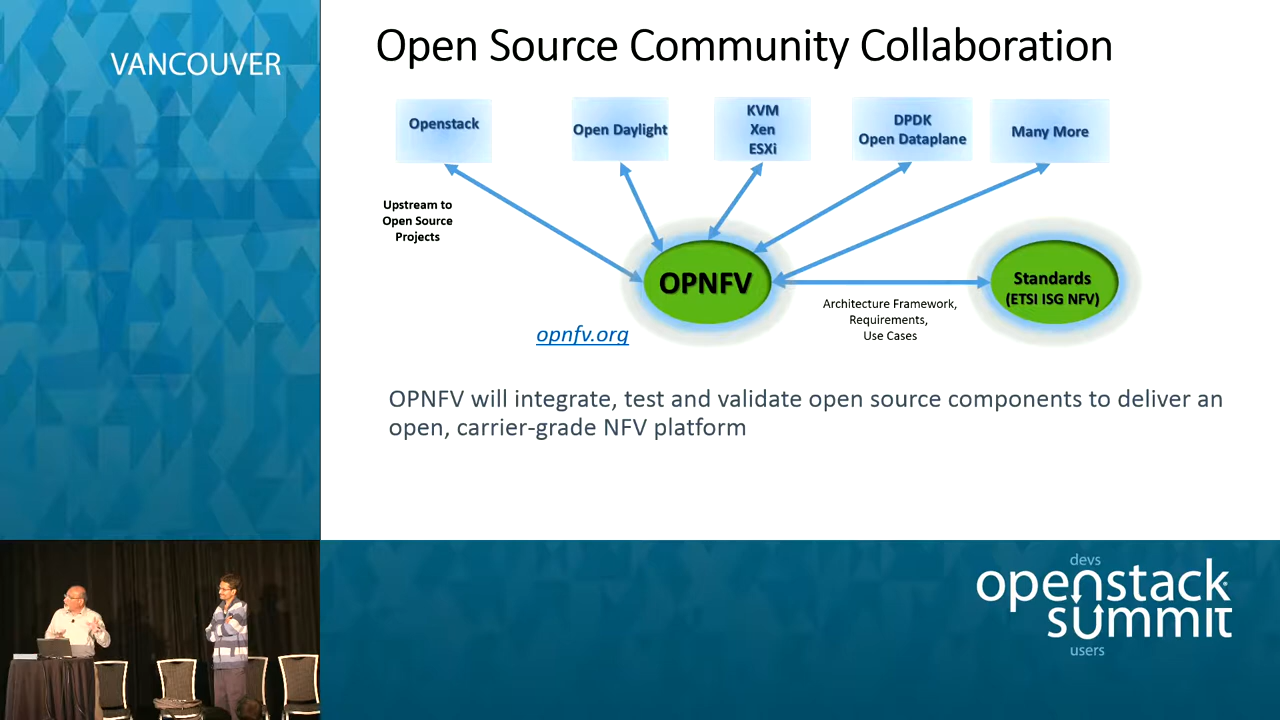 VANCOUVER
Open Source Community Collaboration
Openstack
Open Daylight
KVM
Xen
ESXi
DPDK
Open Dataplane
Many More
Upstream to
Open Source
Projects
OPNFV
Standards
(ETSI ISG NFV)
Architecture Framework,
Requirements,
Use Cases
opnfv.org
OPNFV will integrate, test and validate open source components to deliver an
open, carrier-grade NFV platform
devs
openstack
summit
users